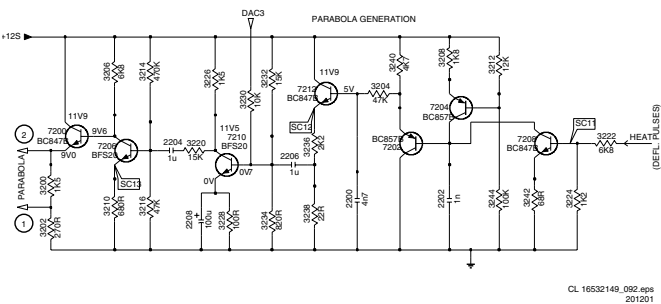 DAC3
PARABOLA GENERATION
+12S
3206
6K8
3214
470K
3226
1K5
3230
10K
3232
15K
11V9
7212
BC847B
5V
3204
47K
3240
4K7
3208
1K8
3212
12K
7204
BC857B
11V9
7200
BC847B
9V6
9V0
7206
BFS20
SC13
2204
1u
3220
15K
11V5
7210
BFS20
0V7
0V
2206
1u
SC12
3236
2K2
BC857B
7202
7208
BC847B
SC11
3222
6K8
HEATER
(DEFL. PULSES)
2
PARABOLA
1
3200
1K5
3202
270R
3210
680R
3216
47K
2208
100u
3228
100R
3234
820R
3238
22R
2200
4n7
2202
1n
3244
100K
3242
68R
3224
1K2
CL 16532149_092.eps
201201